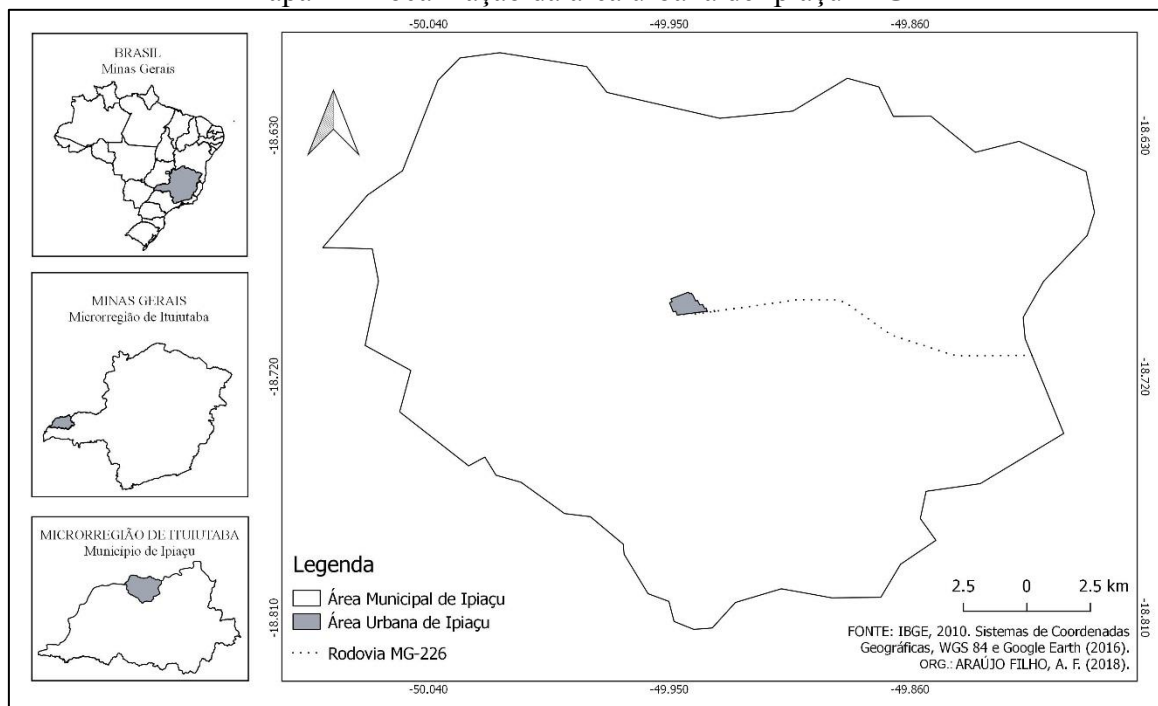 -50.040 -49.950 -49.860
BRASIL
Minas Gerais
MINAS GERAIS
Microrregião de Ituiutaba
MICRORREGIÃO DE ITUIUTABA
Município de Ipiaçu
-18.630
-18.720
-18.810
-18.630
-18.720
-18.810
Legenda
Área Municipal de Ipiaçu
Área Urbana de Ipiaçu
Rodovia MG-226
2.5 0 2.5 km
FONTE: IBGE, 2010. Sistemas de Coordenadas
Geográficas, WGS 84 e Google Earth (2016).
ORG.: ARAÚJO FILHO, A. F. (2018).
-50.040 -49.950 -49.860